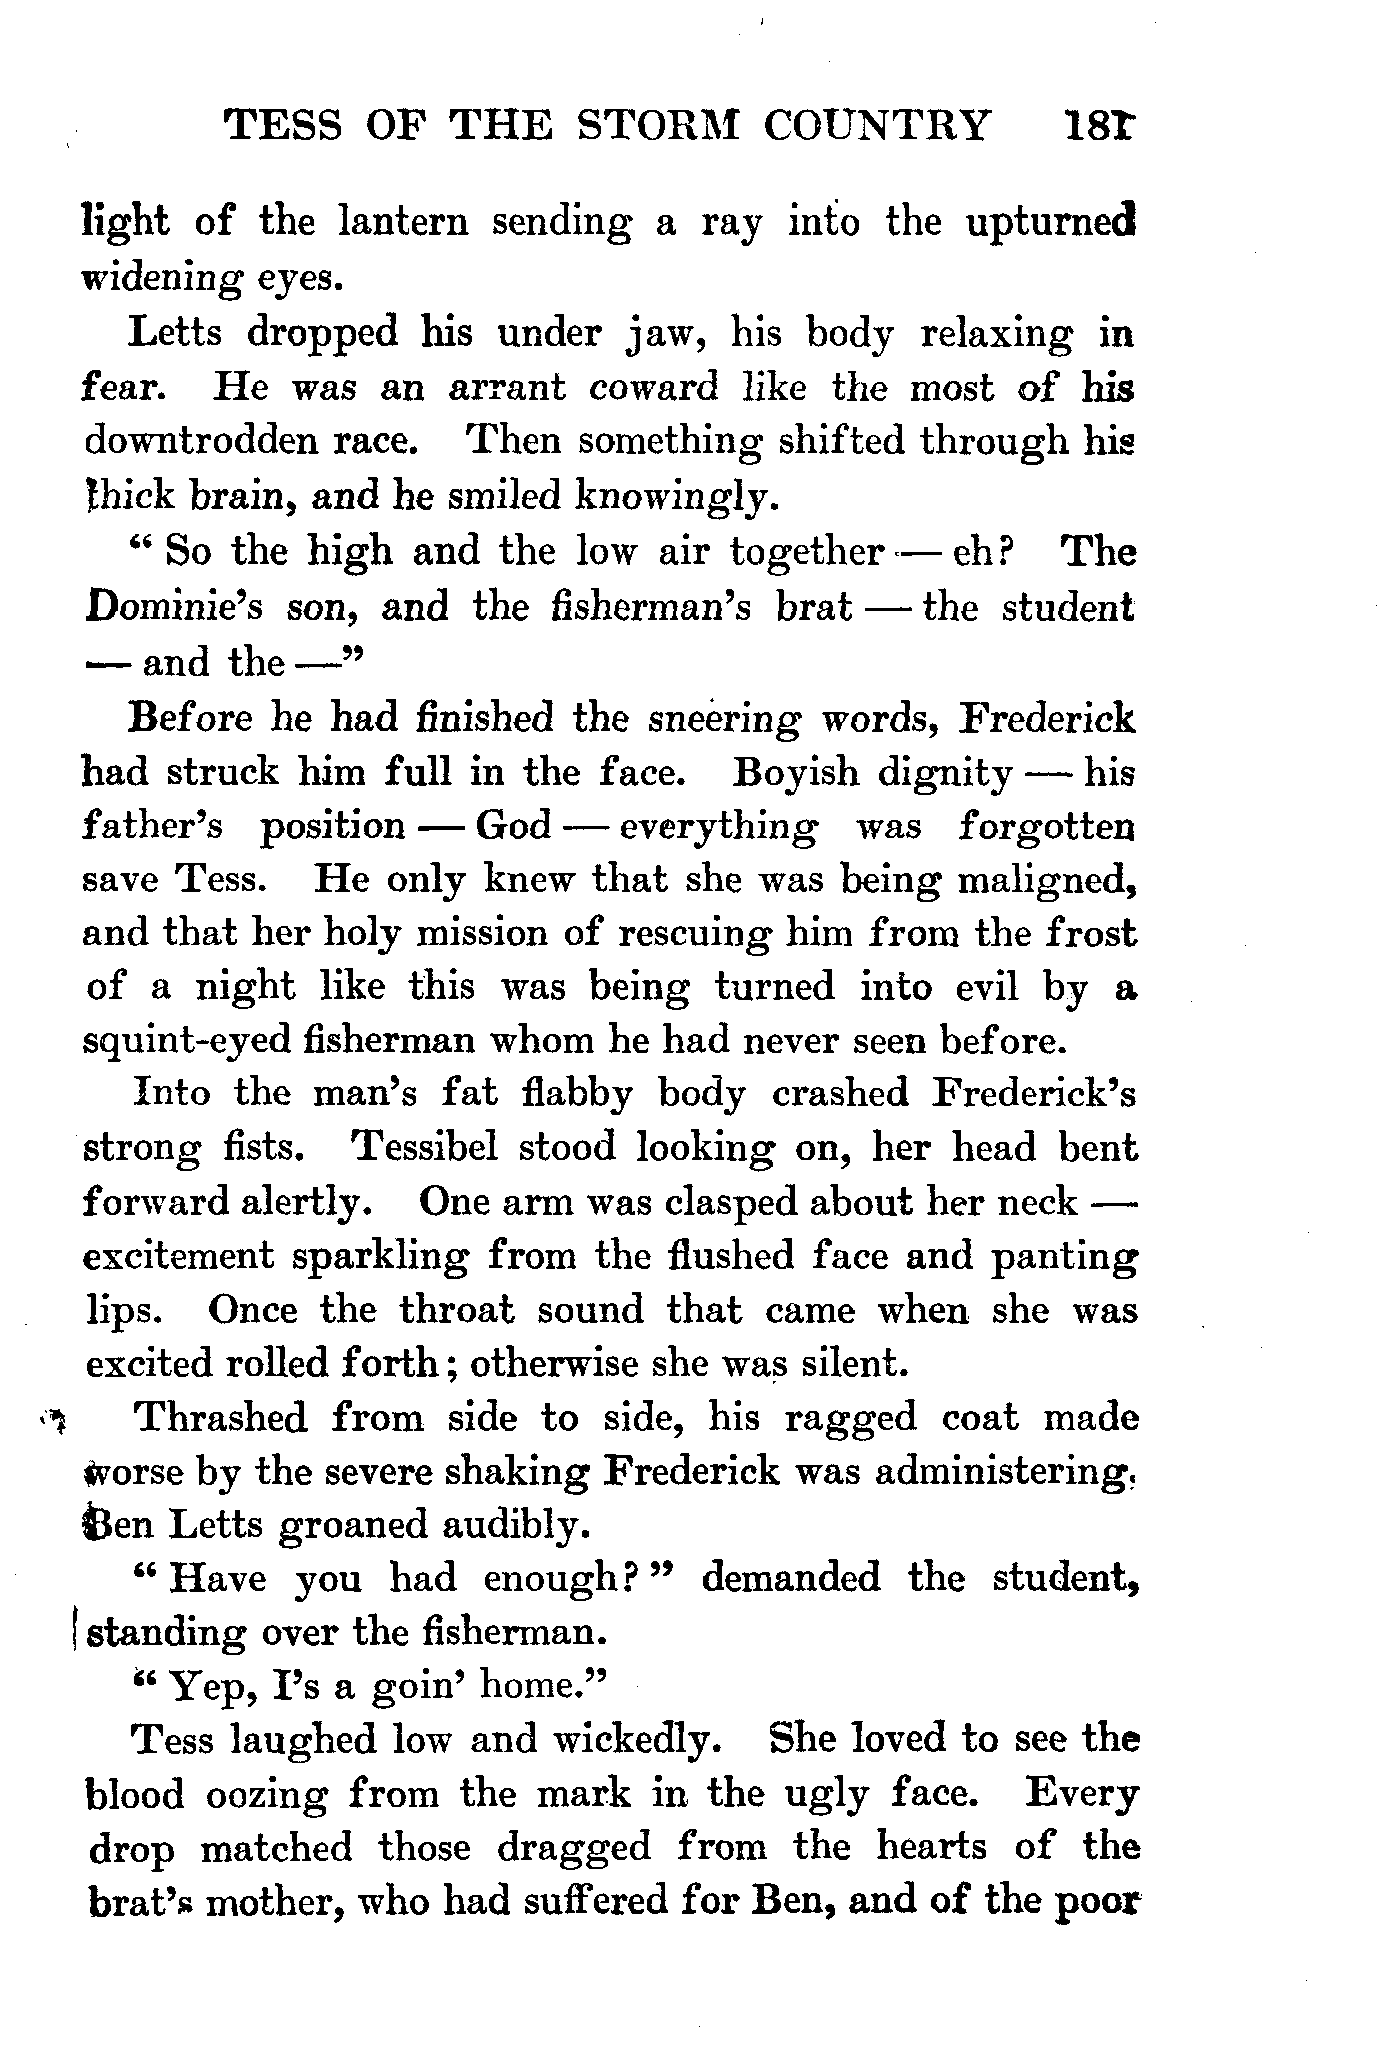 TESS OF THE STORM COUNTRY 181
light of the lantern sending a ray into the upturned
widening eyes.
Letts dropped his under jaw, his body relaxing in
fear. He was an arrant coward like the most of his
downtrodden race. Then something shifted through his
thick brain, and he smiled knowingly.
“ So the high and the low air together — eh? The
Dominie’s son, and the fisherman’s brat — the student
— and the —”
Before he had finished the sneering words, Frederick
had struck him full in the face. Boyish dignity — his
father’s position — God — everything was forgotten
save Tess. He only knew that she was being maligned,
and that her holy mission of rescuing him from the frost
of a night like this was being turned into evil by a
squint-eyed fisherman whom he had never seen before.
Into the man’s fat flabby body crashed Frederick’s
strong fists. Tessibel stood looking on, her head bent
forward alertly. One arm was clasped about her neck —
excitement sparkling from the flushed face and panting
lips. Once the throat sound that came when she was
excited rolled forth; otherwise she was silent.
Thrashed from side to side, his ragged coat made
worse by the severe shaking Frederick was administering,
Ben Letts groaned audibly.
“ Have you had enough? ” demanded the student,
standing over the fisherman.
“ Yep, I’s a goin’ home.”
Tess laughed low and wickedly. She loved to see the
blood oozing from the mark in the ugly face. Every
drop matched those dragged from the hearts of the
brat’s mother, who had suffered for Ben, and of the poor